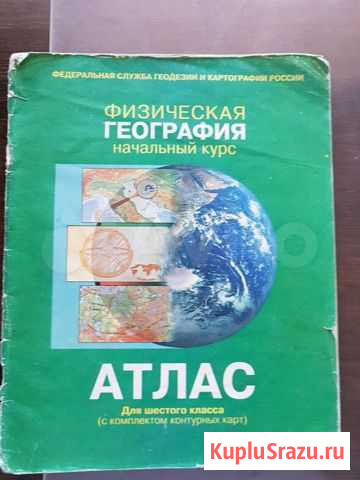 ФЕДЕРАЛЬНАЯ СЛУЖБА ГЕОДЕЗИИ И КАРТОГРАФИИ РОССИИ
ФИЗИЧЕСКАЯ
ГЕОГРАФИЯ
начальный курс
АТЛАС
Для шестого класса
(с комплектом контурных карт)
KupluSrazu.ru